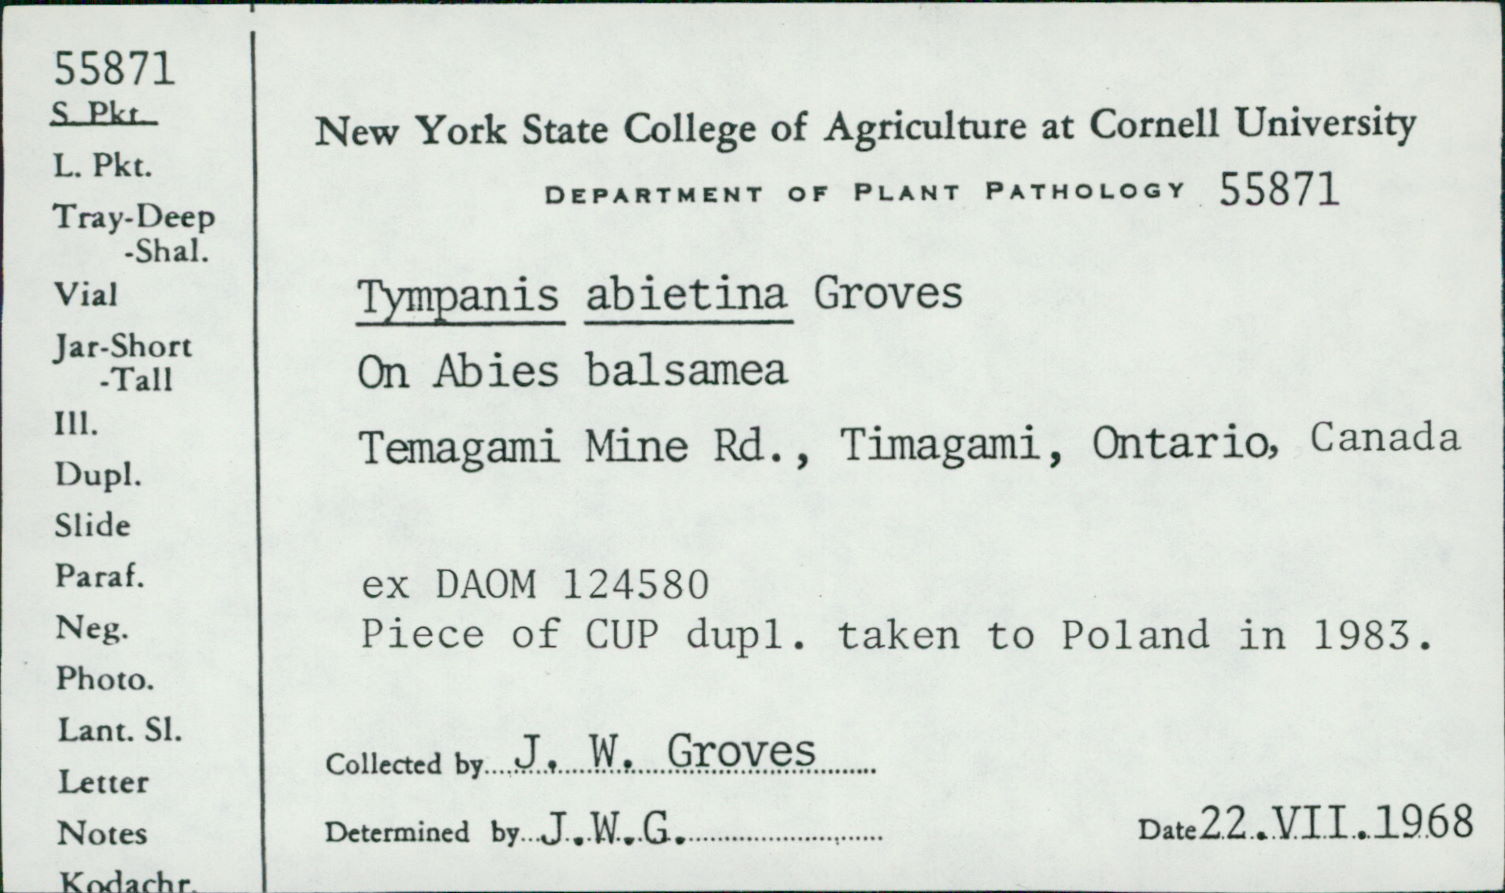 55871
S. Pkt.
L. Pkt.
Tray-Deep
-Shal.
Vial
Jar-Short
-Tall
Ill.
Dupl.
Slide
Paraf.
Neg.
Photo.
Lant. Sl.
Letter
Notes
Kodachr.
New York State College of Agriculture at Cornell University
DEPARTMENT OF PLANT PATHOLOGY 55871
Tympanis abietina Groves
On Abies balsamea
Temagami Mine Rd., Timagami, Ontario, Canada
ex DAOM 124580
Piece of CUP dupl. taken to Poland in 1983.
Collected by J. W. Groves
Determined by J.W.G. Date 22.VII.1968